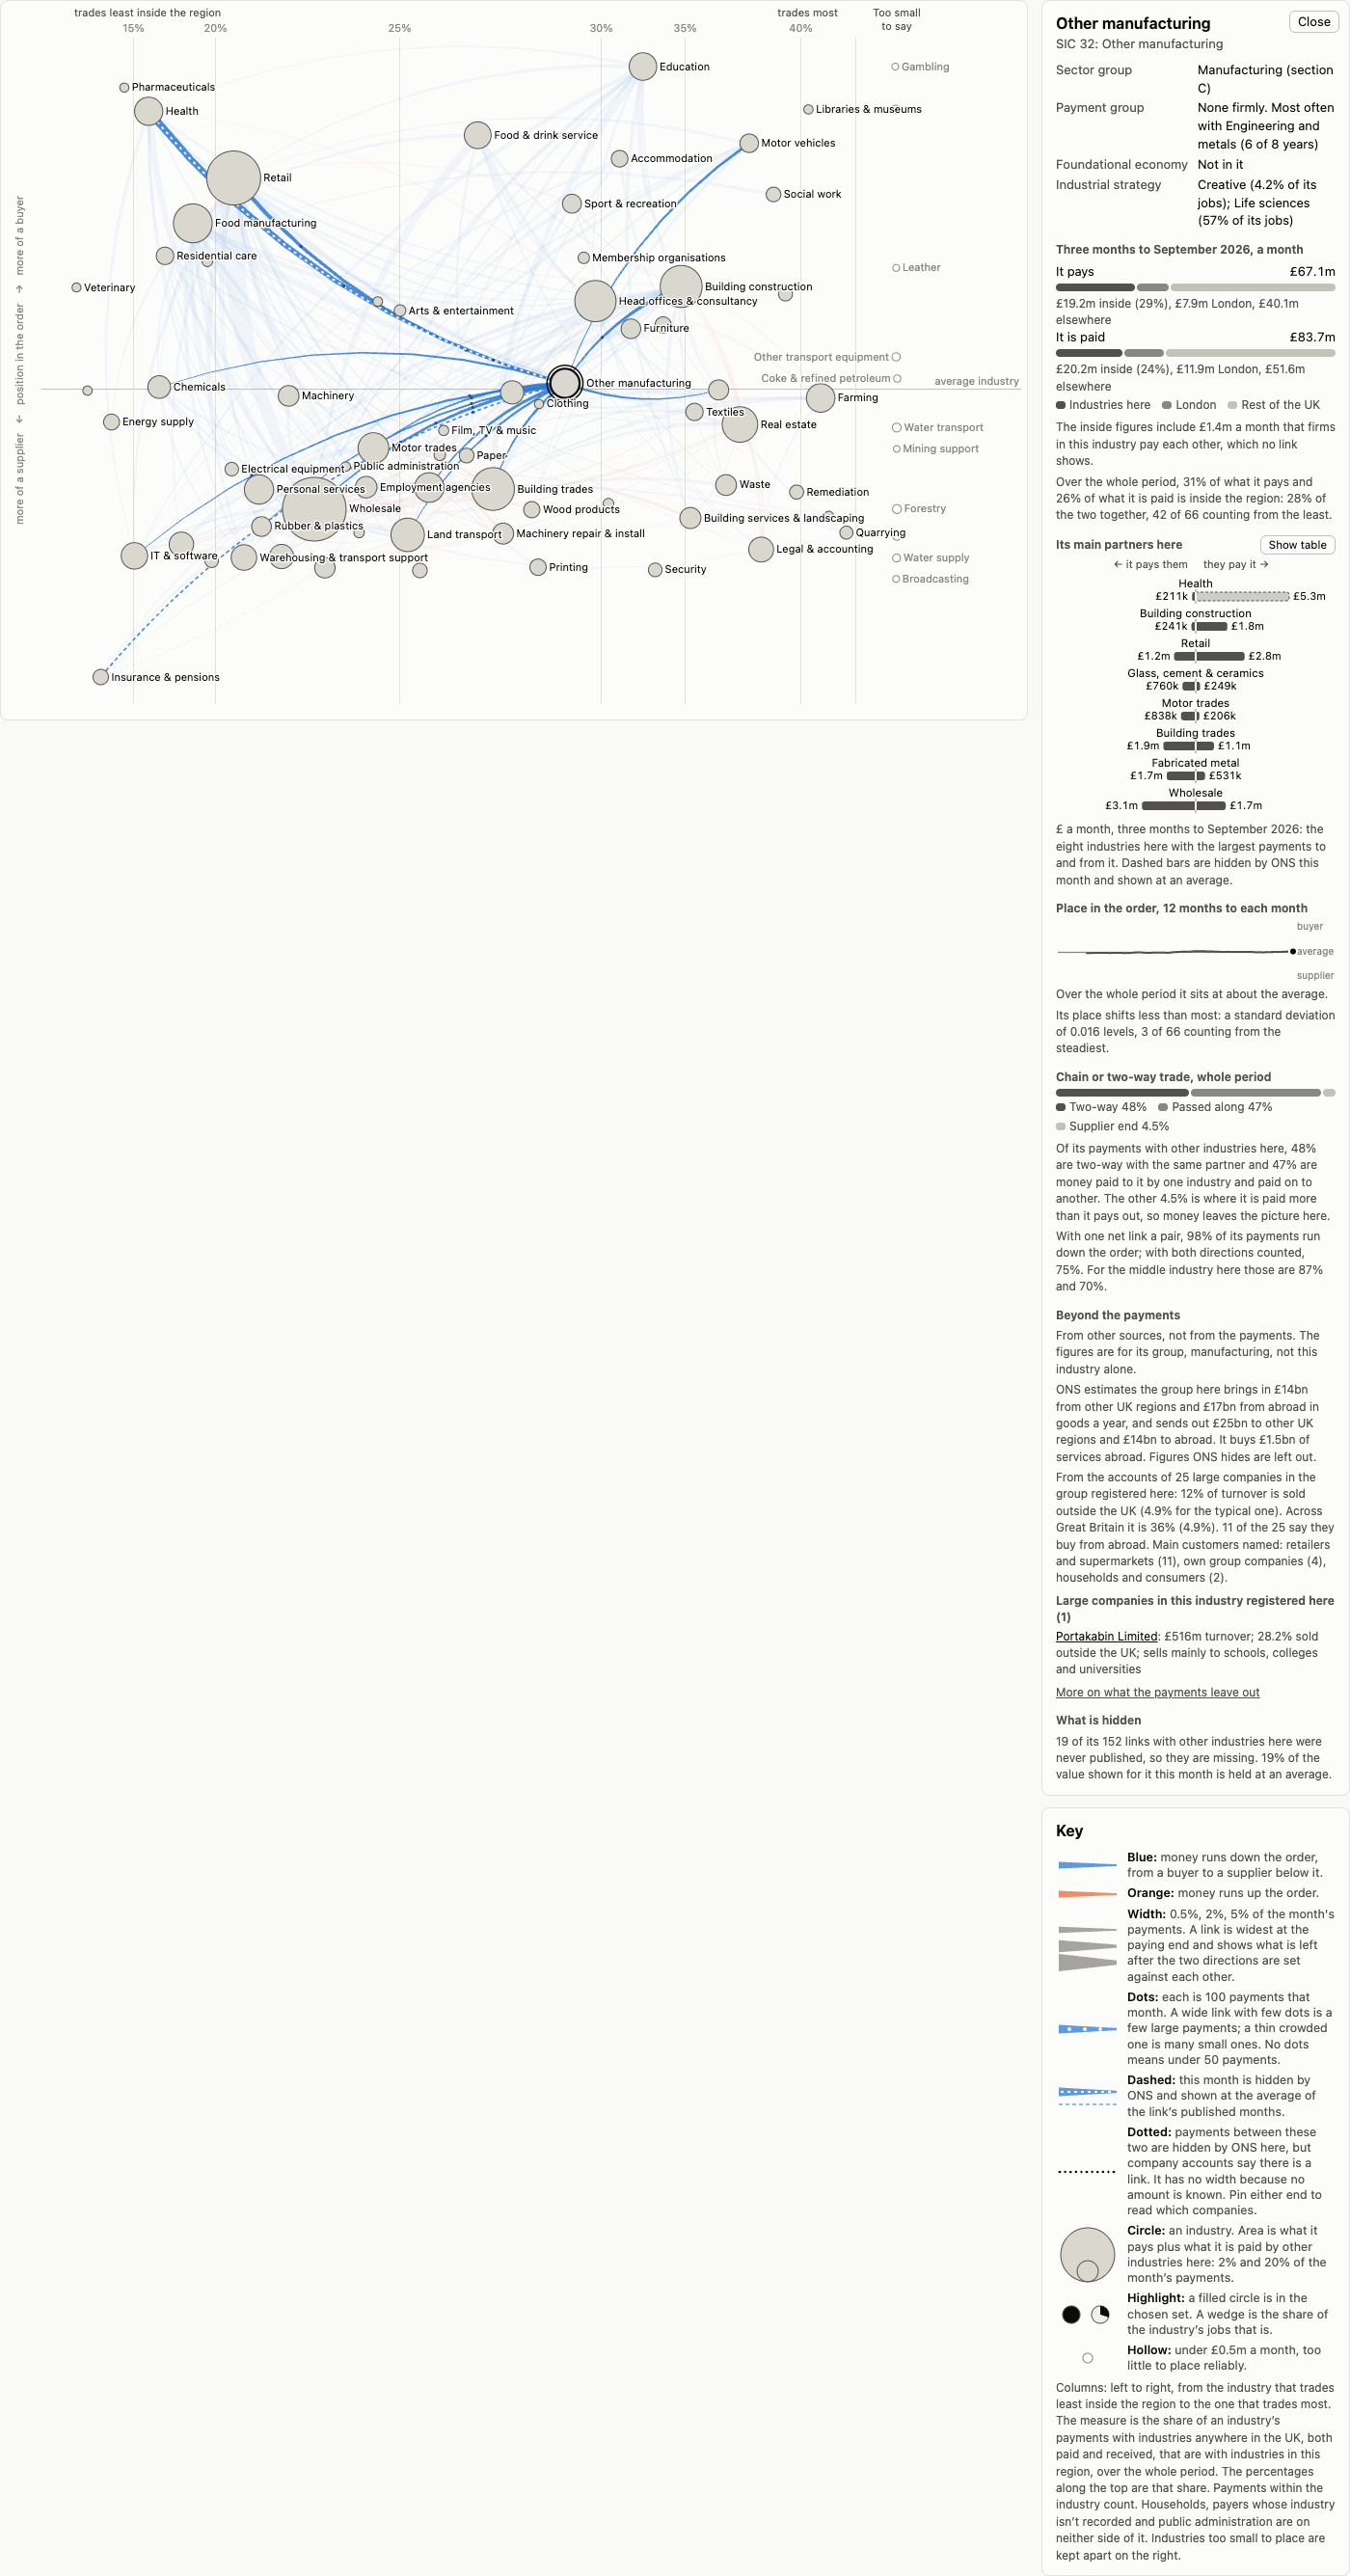 trades least inside the region
trades most
Too small
to say
15%
20%
25%
30%
35%
40%
more of a supplier ← position in the order → more of a buyer
Education
Gambling
Pharmaceuticals
Health
Libraries & museums
Food & drink service
Motor vehicles
Accommodation
Retail
Social work
Sport & recreation
Food manufacturing
Residential care
Membership organisations
Leather
Veterinary
Building construction
Head offices & consultancy
Arts & entertainment
Furniture
Other transport equipment
Coke & refined petroleum
average industry
Other manufacturing
Chemicals
Machinery
Clothing
Farming
Textiles
Energy supply
Real estate
Water transport
Film, TV & music
Motor trades
Mining support
Paper
Electrical equipment
Public administration
Personal services
Employment agencies
Building trades
Waste
Remediation
Wholesale
Wood products
Forestry
Building services & landscaping
Rubber & plastics
Land transport
Machinery repair & install
Quarrying
Legal & accounting
IT & software
Warehousing & transport support
Water supply
Printing
Security
Broadcasting
Insurance & pensions
Other manufacturing
Close
SIC 32: Other manufacturing
Sector group
Manufacturing (section
C)
Payment group
None firmly. Most often
with Engineering and
metals (6 of 8 years)
Foundational economy
Not in it
Industrial strategy
Creative (4.2% of its
jobs); Life sciences
(57% of its jobs)
Three months to September 2026, a month
It pays £67.1m
£19.2m inside (29%), £7.9m London, £40.1m
elsewhere
It is paid £83.7m
£20.2m inside (24%), £11.9m London, £51.6m
elsewhere
Industries here London Rest of the UK
The inside figures include £1.4m a month that firms
in this industry pay each other, which no link
shows.
Over the whole period, 31% of what it pays and
26% of what it is paid is inside the region: 28% of
the two together, 42 of 66 counting from the least.
Its main partners here
Show table
← it pays them they pay it →
Health
£211k £5.3m
Building construction
£241k £1.8m
Retail
£1.2m £2.8m
Glass, cement & ceramics
£760k £249k
Motor trades
£838k £206k
Building trades
£1.9m £1.1m
Fabricated metal
£1.7m £531k
Wholesale
£3.1m £1.7m
£ a month, three months to September 2026: the
eight industries here with the largest payments to
and from it. Dashed bars are hidden by ONS this
month and shown at an average.
Place in the order, 12 months to each month
buyer
average
supplier
Over the whole period it sits at about the average.
Its place shifts less than most: a standard deviation
of 0.016 levels, 3 of 66 counting from the
steadiest.
Chain or two-way trade, whole period
Two-way 48% Passed along 47%
Supplier end 4.5%
Of its payments with other industries here, 48%
are two-way with the same partner and 47% are
money paid to it by one industry and paid on to
another. The other 4.5% is where it is paid more
than it pays out, so money leaves the picture here.
With one net link a pair, 98% of its payments run
down the order; with both directions counted,
75%. For the middle industry here those are 87%
and 70%.
Beyond the payments
From other sources, not from the payments. The
figures are for its group, manufacturing, not this
industry alone.
ONS estimates the group here brings in £14bn
from other UK regions and £17bn from abroad in
goods a year, and sends out £25bn to other UK
regions and £14bn to abroad. It buys £1.5bn of
services abroad. Figures ONS hides are left out.
From the accounts of 25 large companies in the
group registered here: 12% of turnover is sold
outside the UK (4.9% for the typical one). Across
Great Britain it is 36% (4.9%). 11 of the 25 say they
buy from abroad. Main customers named: retailers
and supermarkets (11), own group companies (4),
households and consumers (2).
Large companies in this industry registered here
(1)
Portakabin Limited: £516m turnover; 28.2% sold
outside the UK; sells mainly to schools, colleges
and universities
More on what the payments leave out
What is hidden
19 of its 152 links with other industries here were
never published, so they are missing. 19% of the
value shown for it this month is held at an average.
Key
Blue: money runs down the order,
from a buyer to a supplier below it.
Orange: money runs up the order.
Width: 0.5%, 2%, 5% of the month's
payments. A link is widest at the
paying end and shows what is left
after the two directions are set
against each other.
Dots: each is 100 payments that
month. A wide link with few dots is a
few large payments; a thin crowded
one is many small ones. No dots
means under 50 payments.
Dashed: this month is hidden by
ONS and shown at the average of
the link's published months.
Dotted: payments between these
two are hidden by ONS here, but
company accounts say there is a
link. It has no width because no
amount is known. Pin either end to
read which companies.
Circle: an industry. Area is what it
pays plus what it is paid by other
industries here: 2% and 20% of the
month's payments.
Highlight: a filled circle is in the
chosen set. A wedge is the share of
the industry's jobs that is.
Hollow: under £0.5m a month, too
little to place reliably.
Columns: left to right, from the industry that trades
least inside the region to the one that trades most.
The measure is the share of an industry's
payments with industries anywhere in the UK, both
paid and received, that are with industries in this
region, over the whole period. The percentages
along the top are that share. Payments within the
industry count. Households, payers whose industry
isn't recorded and public administration are on
neither side of it. Industries too small to place are
kept apart on the right.